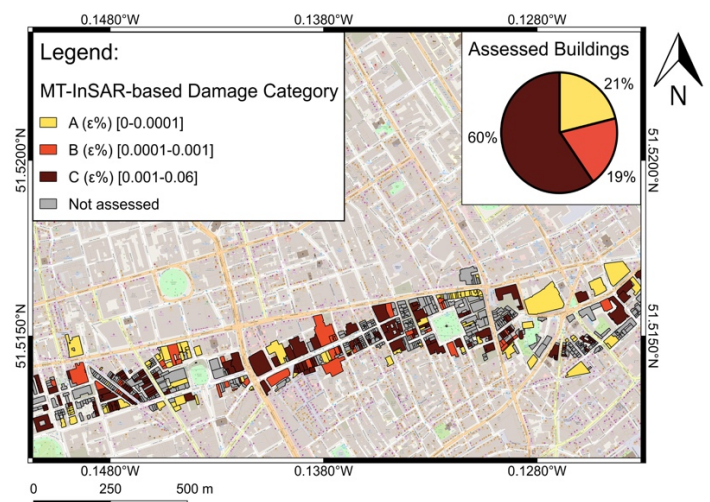 0.1480°W 0.1380°W 0.1280°W
Legend:
MT-InSAR-based Damage Category
A (ε%) [0-0.0001]
B (ε%) [0.0001-0.001]
C (ε%) [0.001-0.06]
Not assessed
Assessed Buildings
21%
60%
19%
N
51.5200°N
51.5200°N
51.5150°N
51.5150°N
0.1480°W 0.1380°W 0.1280°W
0 250 500 m